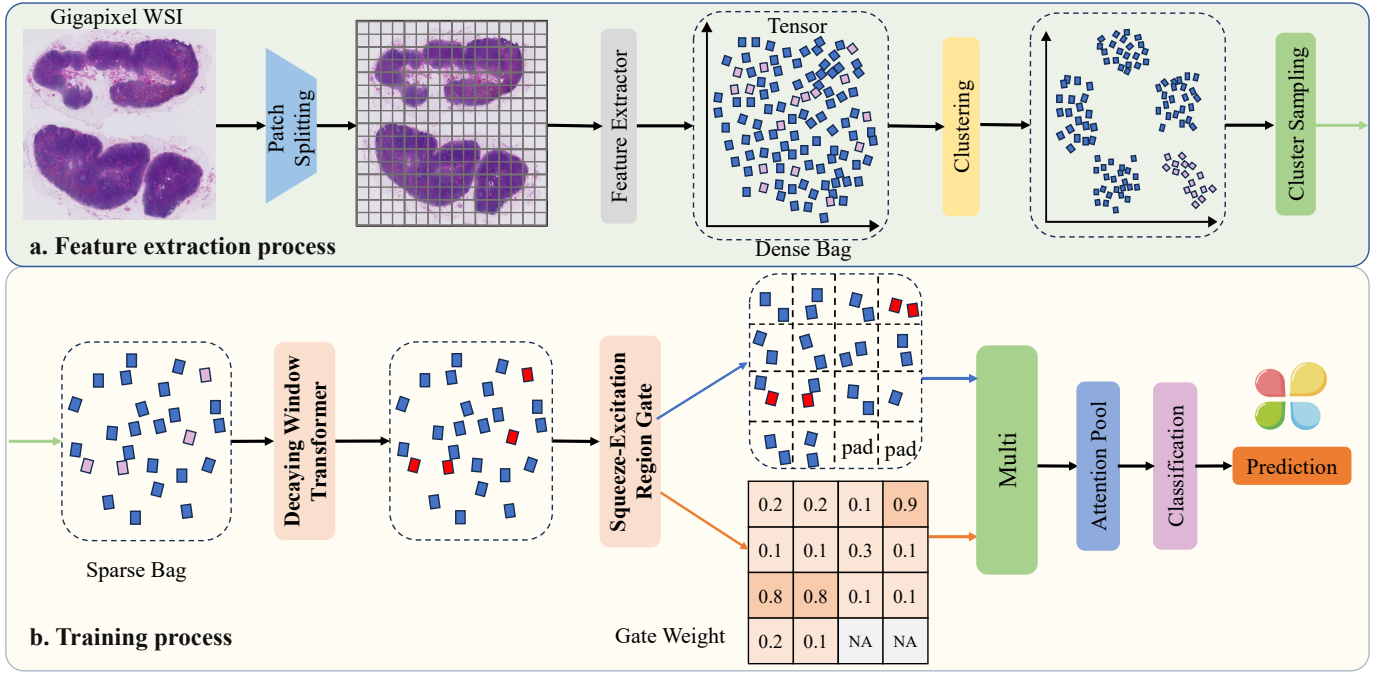 Gigapixel WSI
Patch
Splitting
Feature Extractor
Tensor
Dense Bag
Clustering
Cluster Sampling
a. Feature extraction process
Sparse Bag
Decaying Window
Transformer
Squeeze-Excitation
Region Gate
pad pad
0.2 0.2 0.1 0.9
0.1 0.1 0.3 0.1
0.8 0.8 0.1 0.1
0.2 0.1 NA NA
Gate Weight
Multi
Attention Pool
Classification
Prediction
b. Training process